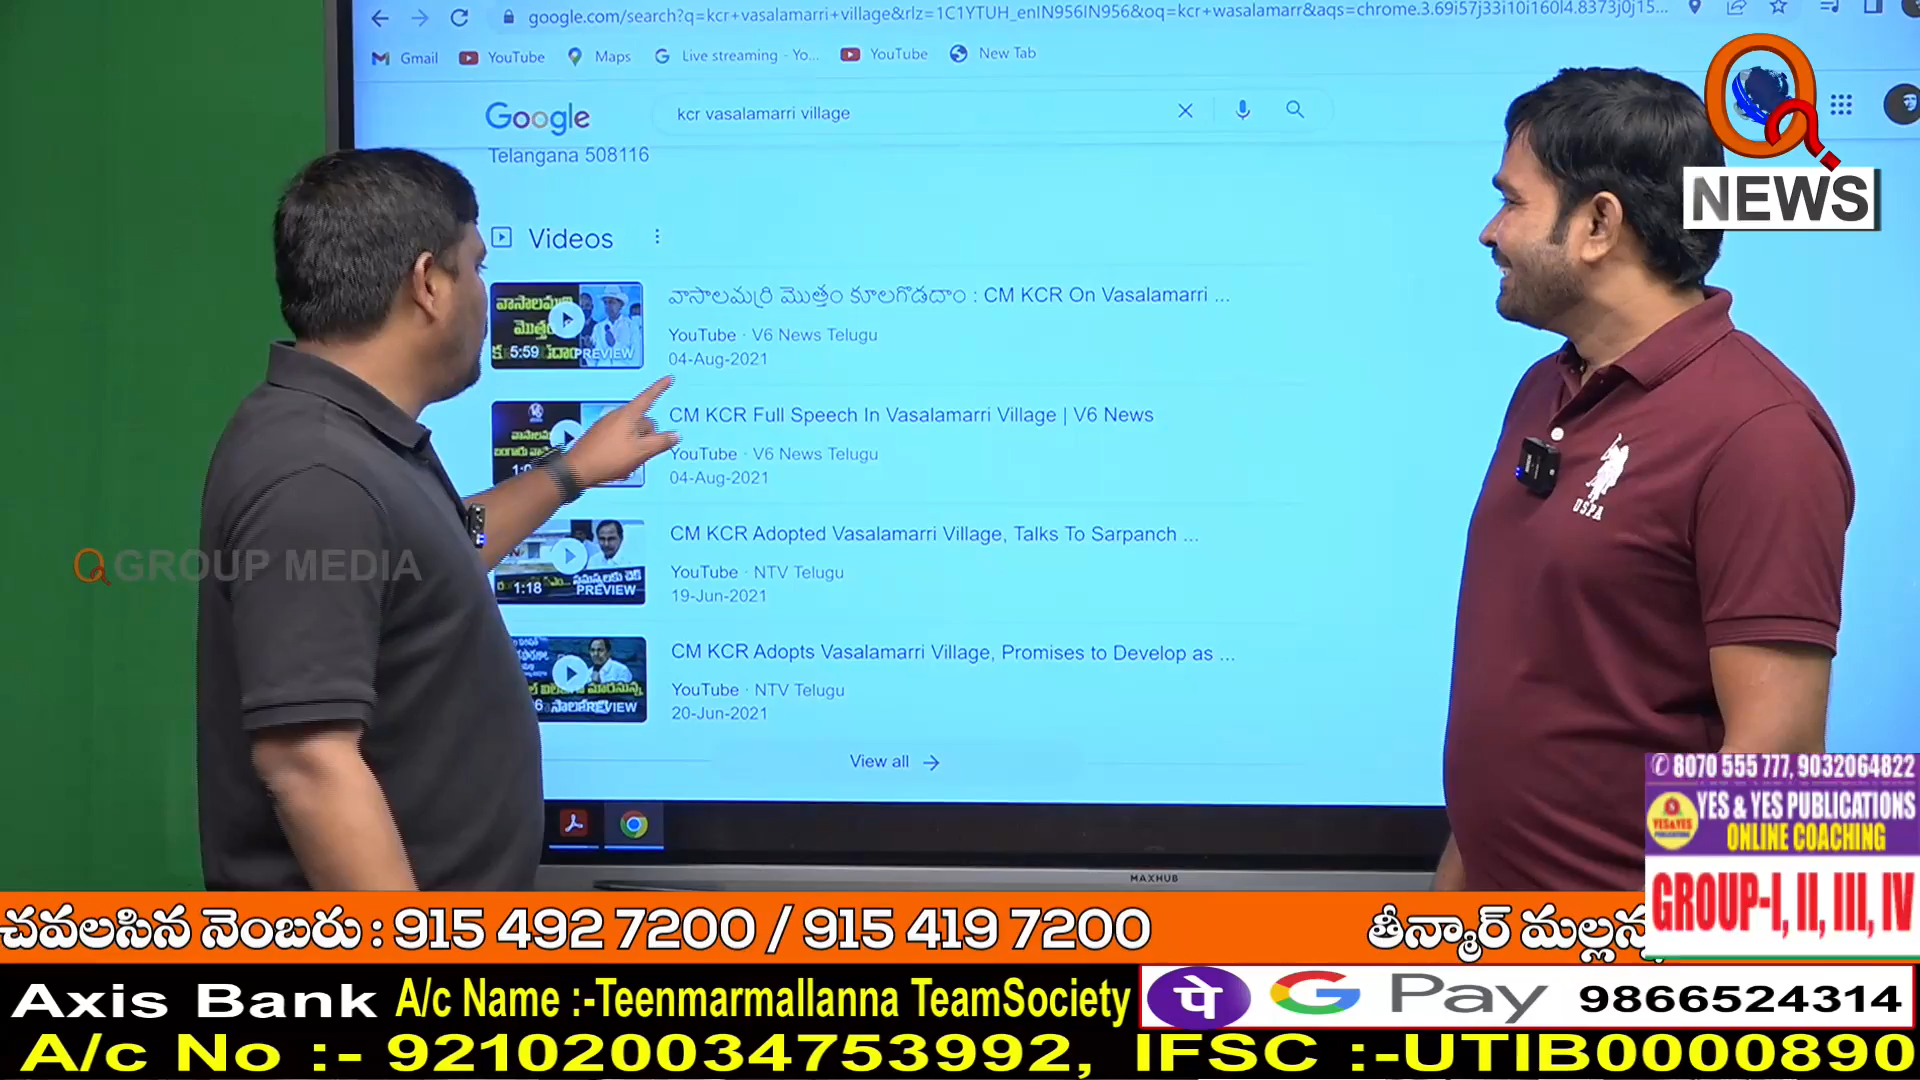 google.com/search?q=kcr+vasalamarri+village&rlz=1C1YTUH_enIN956IN956&oq=kcr+wasalamarr&aqs=chrome.3.69i57j33i10i160l4.8373j0j15...
Gmail YouTube Maps Live streaming - Yo... YouTube New Tab
Google kcr vasalamarri village
Telangana 508116
NEWS
Videos
వాసాలమర్రి మొత్తం కూలగొడదాం : CM KCR On Vasalamarri ...
YouTube · V6 News Telugu
04-Aug-2021
5:59 PREVIEW
CM KCR Full Speech In Vasalamarri Village | V6 News
YouTube · V6 News Telugu
04-Aug-2021
CM KCR Adopted Vasalamarri Village, Talks To Sarpanch ...
YouTube · NTV Telugu
19-Jun-2021
1:18 PREVIEW
CM KCR Adopts Vasalamarri Village, Promises to Develop as ...
YouTube · NTV Telugu
20-Jun-2021
PREVIEW
View all
GROUP MEDIA
USPA
MAXHUB
8070 555 777, 9032064822
YES & YES PUBLICATIONS
YES&YES
ONLINE COACHING
GROUP-I, II, III, IV
చవలసిన నెంబరు : 915 492 7200 / 915 419 7200 తీన్మార్ మల్లన్న
Axis Bank A/c Name :-Teenmarmallanna TeamSociety పే G Pay 9866524314
A/c No :- 921020034753992, IFSC :-UTIB0000890